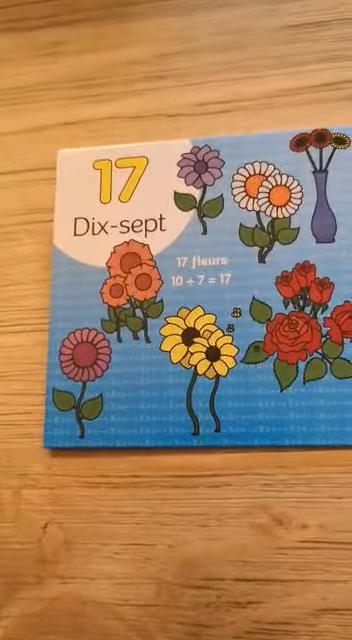 17
Dix-sept
17 fleurs
10 + 7 = 17